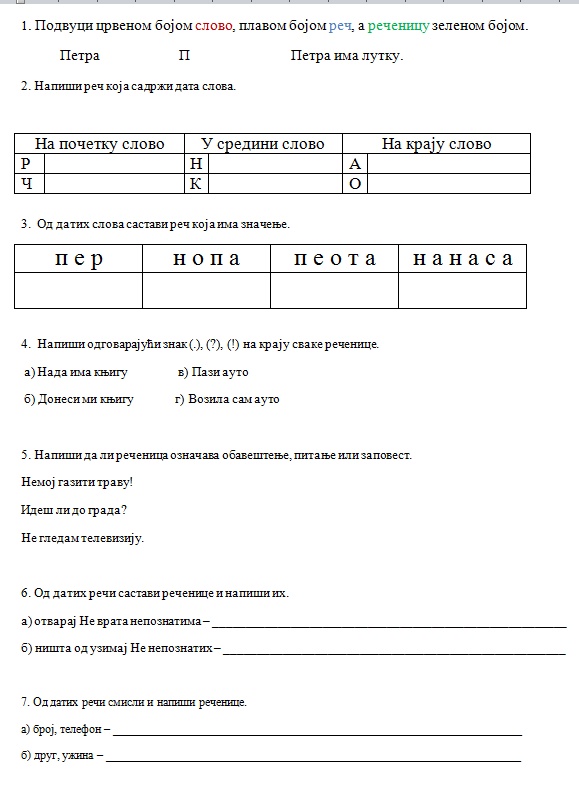 1. Подвуци црвеном бојом слово, плавом бојом реч, а реченицу зеленом бојом.
Петра П Петра има лутку.
2. Напиши реч која садржи дата слова.
На почетку слово У средини слово На крају слово
Р Н А
Ч К О
3. Од датих слова састави реч која има значење.
п е р н о п а п е о т а н а н а с а
4. Напиши одговарајући знак (.), (?), (!) на крају сваке реченице.
а) Нада има књигу в) Пази ауто
б) Донеси ми књигу г) Возила сам ауто
5. Напиши да ли реченица означава обавештење, питање или заповест.
Немој газити траву!
Идеш ли до града?
Не гледам телевизију.
6. Од датих речи састави реченице и напиши их.
а) отварај Не врата непознатима – ____________
б) ништа од узимај Не непознатих – ____________
7. Од датих речи смисли и напиши реченице.
а) број, телефон – ____________
б) друг, ужина – ____________